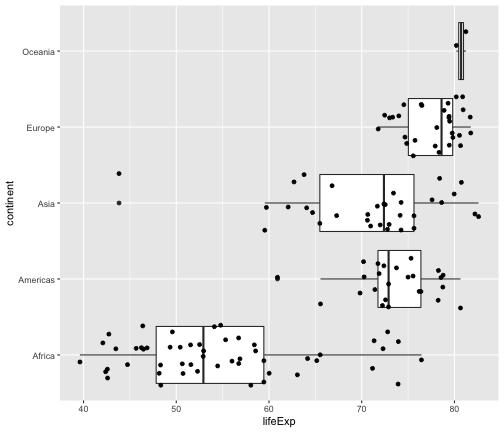 Oceania
Europe
Asia
Americas
Africa
continent
40 50 60 70 80
lifeExp